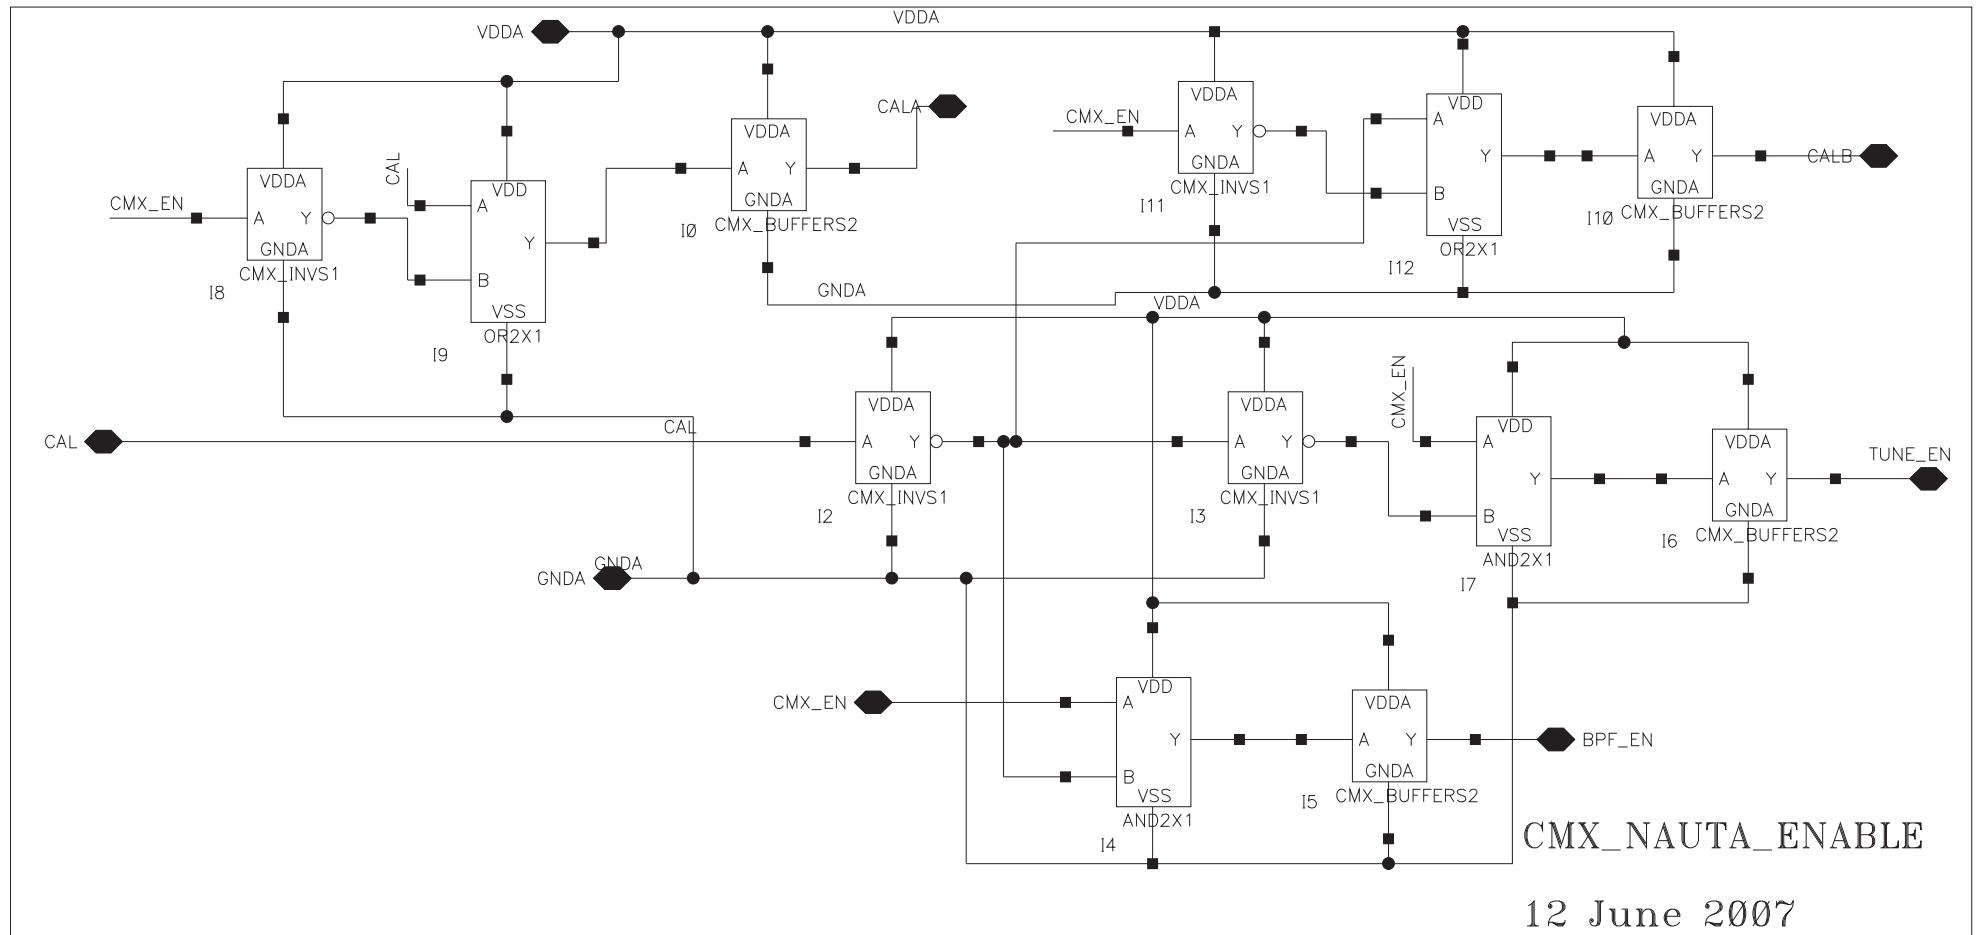 VDDA
VDDA
CMX_EN
VDDA
A
Y
GNDA
CMX_INVS1
I8
CAL
VDD
A
Y
B
VSS
OR2X1
I9
VDDA
A
Y
GNDA
CMX_BUFFERS2
I0
CALA
GNDA
CMX_EN
VDDA
A
Y
GNDA
CMX_INVS1
I11
VDD
A
Y
B
VSS
OR2X1
I12
VDDA
A
Y
GNDA
CMX_BUFFERS2
I10
CALB
VDDA
CAL
CAL
VDDA
A
Y
GNDA
CMX_INVS1
I2
VDDA
A
Y
GNDA
CMX_INVS1
I3
CMX_EN
VDD
A
Y
B
VSS
AND2X1
I7
VDDA
A
Y
GNDA
CMX_BUFFERS2
I6
TUNE_EN
GNDA
GNDA
CMX_EN
VDD
A
Y
B
VSS
AND2X1
I4
VDDA
A
Y
GNDA
CMX_BUFFERS2
I5
BPF_EN
CMX_NAUTA_ENABLE
12 June 2007